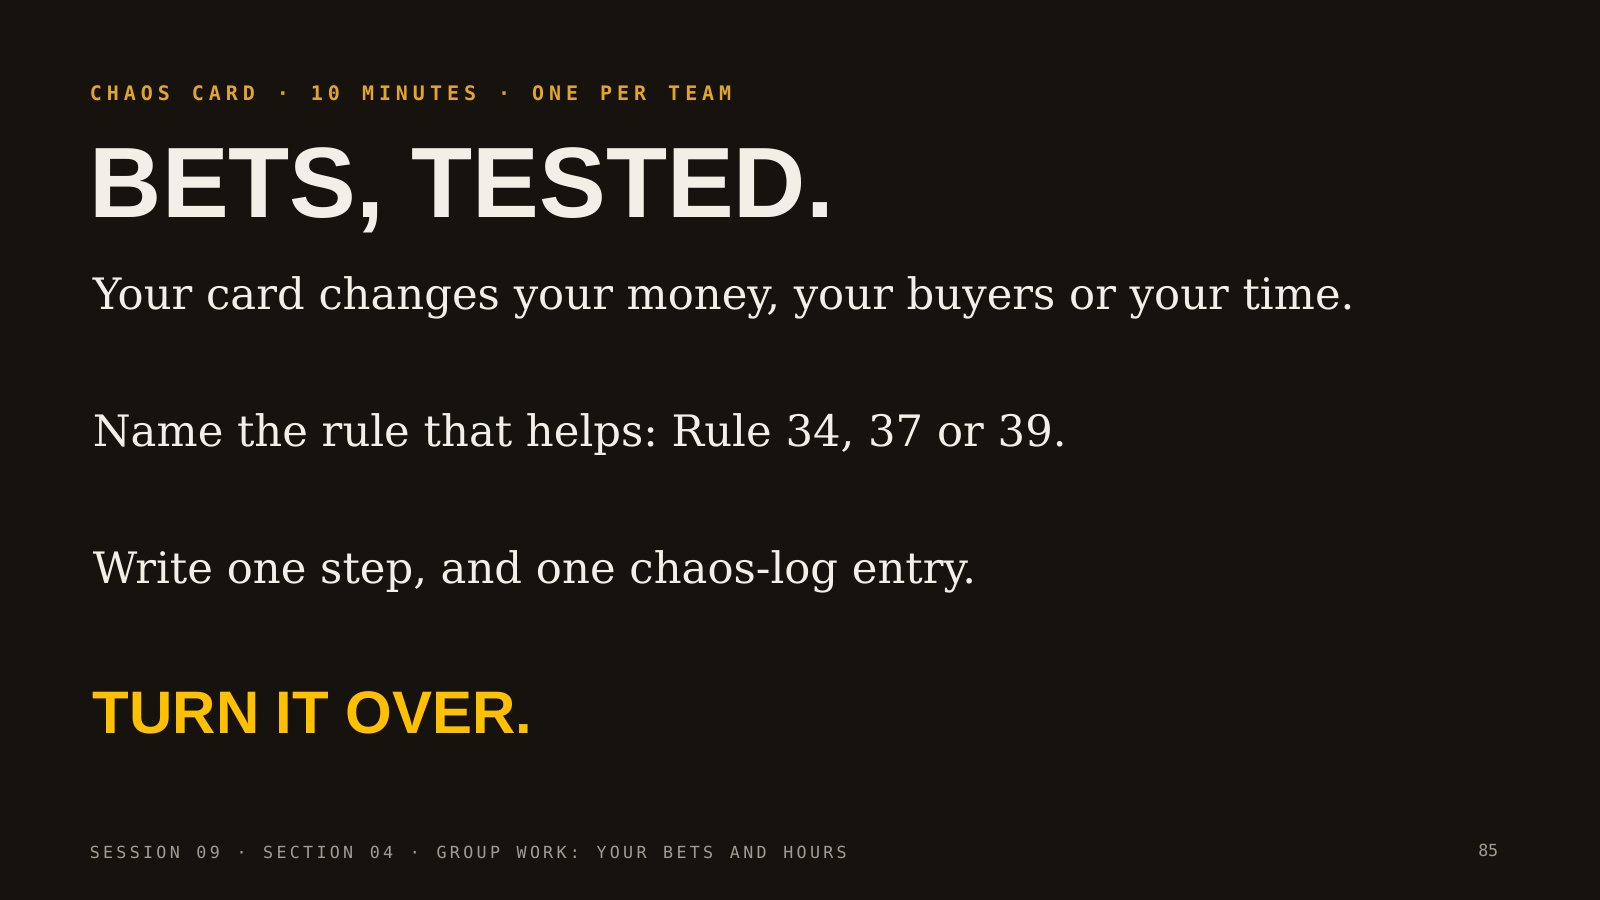 CHAOS CARD · 10 MINUTES · ONE PER TEAM
BETS, TESTED.
Your card changes your money, your buyers or your time.
Name the rule that helps: Rule 34, 37 or 39.
Write one step, and one chaos-log entry.
TURN IT OVER.
SESSION 09 · SECTION 04 · GROUP WORK: YOUR BETS AND HOURS
85